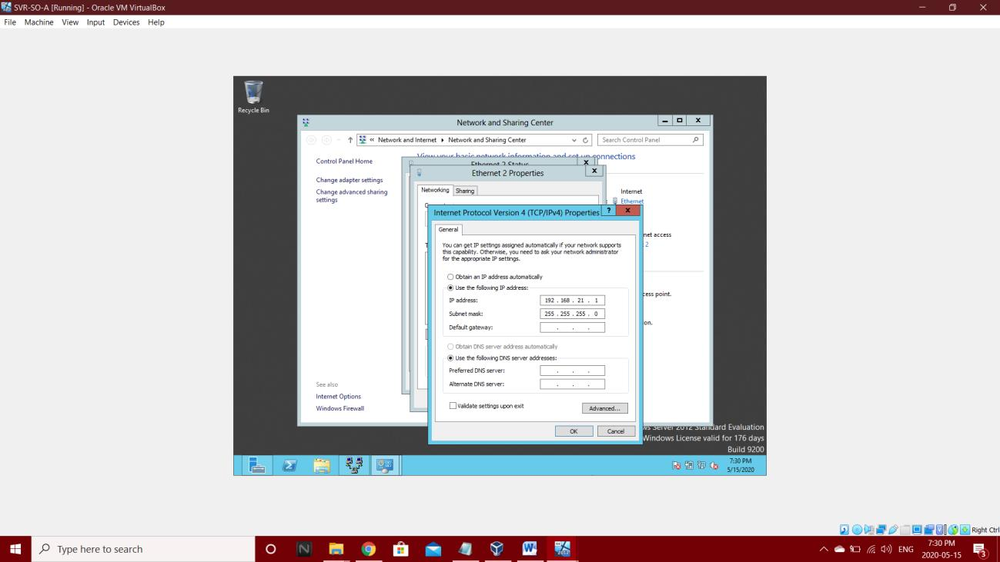 SVR-SO-A [Running] - Oracle VM VirtualBox
File Machine View Input Devices Help
Recycle Bin
Network and Sharing Center
« Network and Internet Network and Sharing Center
Search Control Panel
Control Panel Home
Change adapter settings
Change advanced sharing
settings
See also
Internet Options
Windows Firewall
View your basic network information and set up connections
Internet
Ethernet
net access
2
cess point.
on.
Ethernet 2 Status
Ethernet 2 Properties
Networking Sharing
Internet Protocol Version 4 (TCP/IPv4) Properties
General
You can get IP settings assigned automatically if your network supports
this capability. Otherwise, you need to ask your network administrator
for the appropriate IP settings.
Obtain an IP address automatically
Use the following IP address:
IP address: 192 . 168 . 21 . 1
Subnet mask: 255 . 255 . 255 . 0
Default gateway: . . .
Obtain DNS server address automatically
Use the following DNS server addresses:
Preferred DNS server: . . .
Alternate DNS server: . . .
Validate settings upon exit
Advanced...
OK Cancel
ws Server 2012 Standard Evaluation
Windows License valid for 176 days
Build 9200
7:30 PM
5/15/2020
Right Ctrl
Type here to search
2012
ENG
7:30 PM
2020-05-15
3